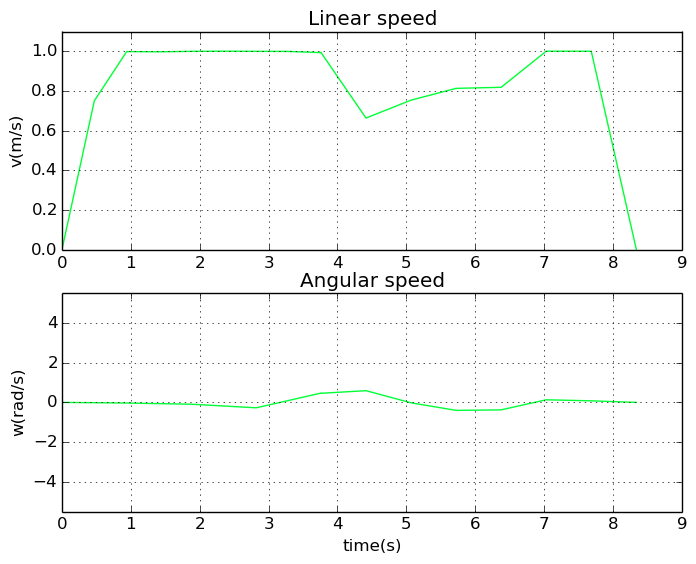 Linear speed
v(m/s)
1.0
0.8
0.6
0.4
0.2
0.0
0 1 2 3 4 5 6 7 8 9
Angular speed
w(rad/s)
4
2
0
−2
−4
0 1 2 3 4 5 6 7 8 9
time(s)